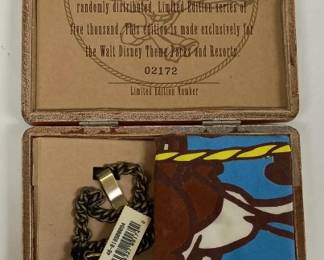 randomly distributed, Limited Edition series of
five thousand. This edition is made exclusively for
the Walt Disney Theme Parks and Resorts.
02172
Limited Edition Number